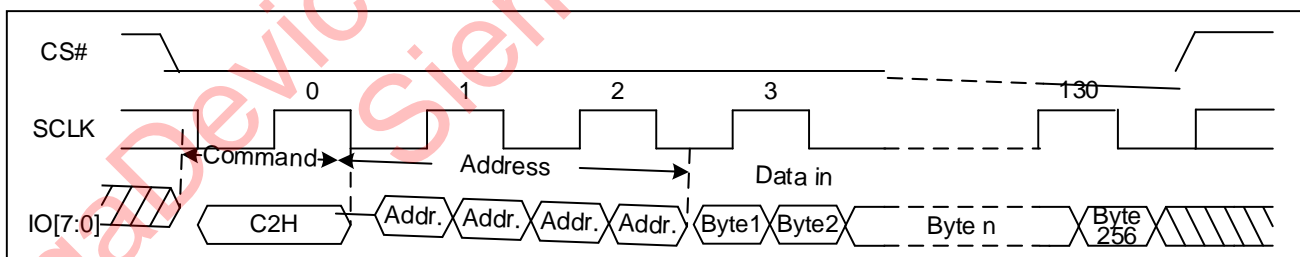 CS#
0 1 2 3 130
SCLK
Command Address Data in
IO[7:0] C2H Addr. Addr. Addr. Addr. Byte1 Byte2 Byte n Byte
256